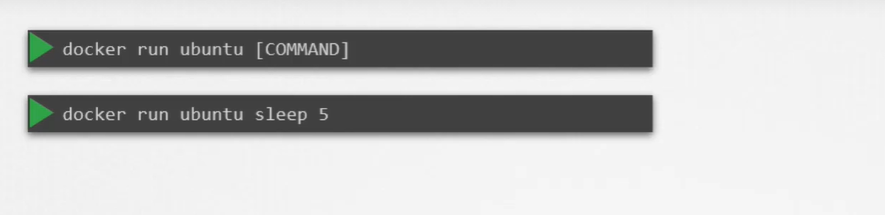 docker run ubuntu [COMMAND]
docker run ubuntu sleep 5